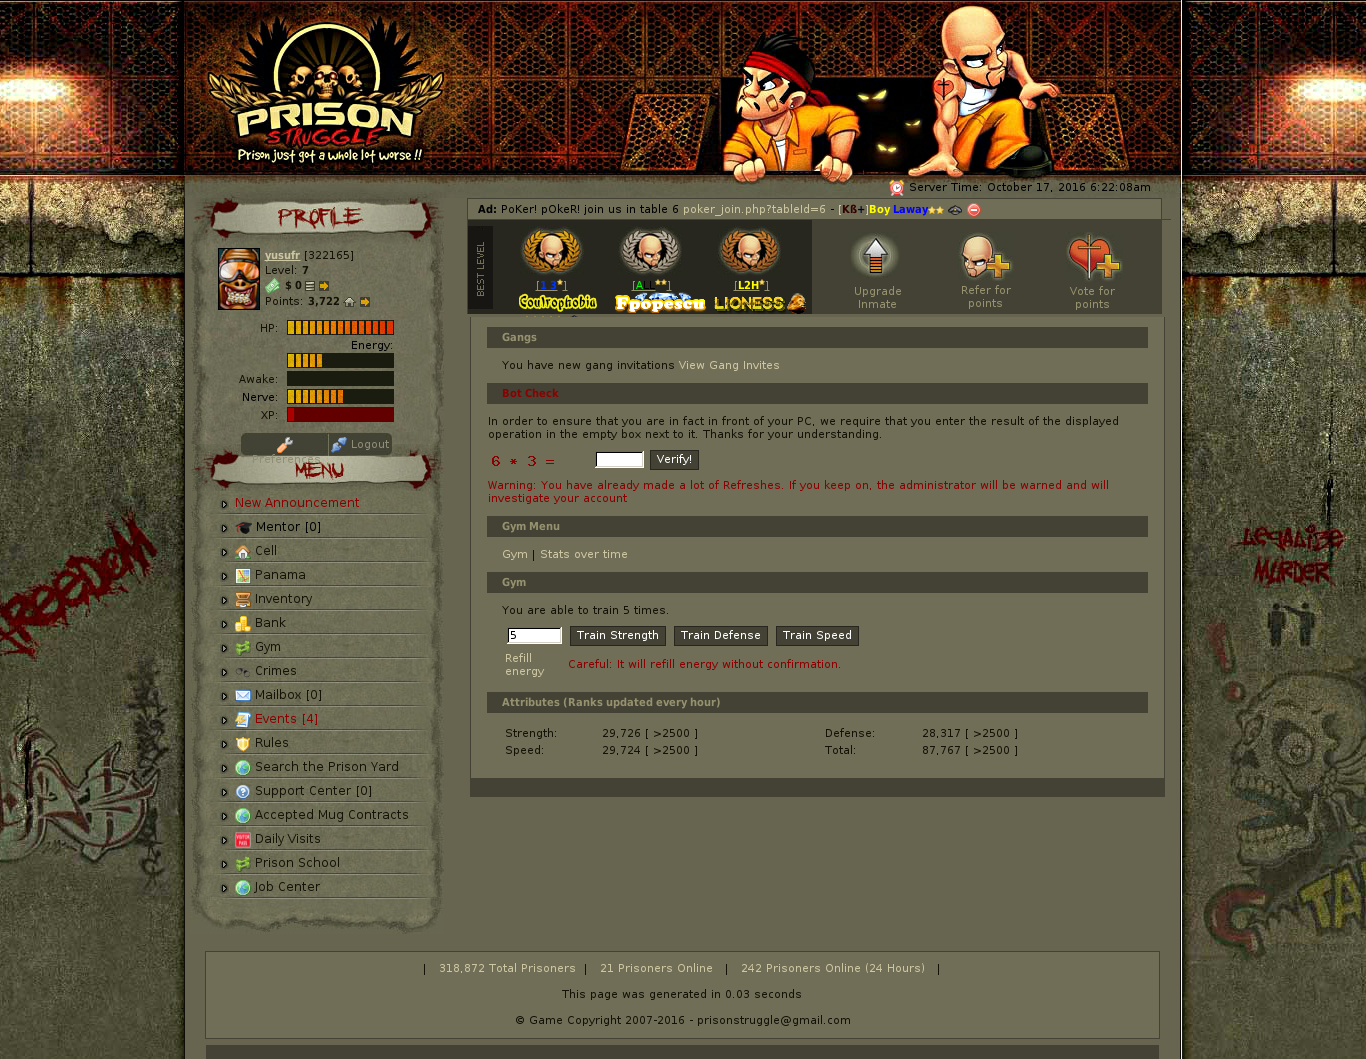 PRISON
STRUGGLE
Prison just got a whole lot worse !!
Server Time: October 17, 2016 6:22:08am
PROFILE
yusufr [322165]
Level: 7
$ 0
Points: 3,722
HP:
Energy:
Awake:
Nerve:
XP:
Preferences
Logout
MENU
New Announcement
Mentor [0]
Cell
Panama
Inventory
Bank
Gym
Crimes
Mailbox [0]
Events [4]
Rules
Search the Prison Yard
Support Center [0]
Accepted Mug Contracts
Daily Visits
Prison School
Job Center
Ad: PoKer! pOkeR! join us in table 6 poker_join.php?tableId=6 - [Kß+]Boy Laway
BEST LEVEL
[L2H*]
Controphobia
Fpopescu
LIONESS
Upgrade
Inmate
Refer for
points
Vote for
points
Gangs
You have new gang invitations View Gang Invites
Bot Check
In order to ensure that you are in fact in front of your PC, we require that you enter the result of the displayed
operation in the empty box next to it. Thanks for your understanding.
6 * 3 =
Verify!
Warning: You have already made a lot of Refreshes. If you keep on, the administrator will be warned and will
investigate your account
Gym Menu
Gym | Stats over time
Gym
You are able to train 5 times.
5
Train Strength
Train Defense
Train Speed
Refill
energy
Careful: It will refill energy without confirmation.
Attributes (Ranks updated every hour)
Strength: 29,726 [ >2500 ] Defense: 28,317 [ >2500 ]
Speed: 29,724 [ >2500 ] Total: 87,767 [ >2500 ]
FREEDOM
LEGALIZE
MURDER
| 318,872 Total Prisoners | 21 Prisoners Online | 242 Prisoners Online (24 Hours) |
This page was generated in 0.03 seconds
© Game Copyright 2007-2016 - prisonstruggle@gmail.com